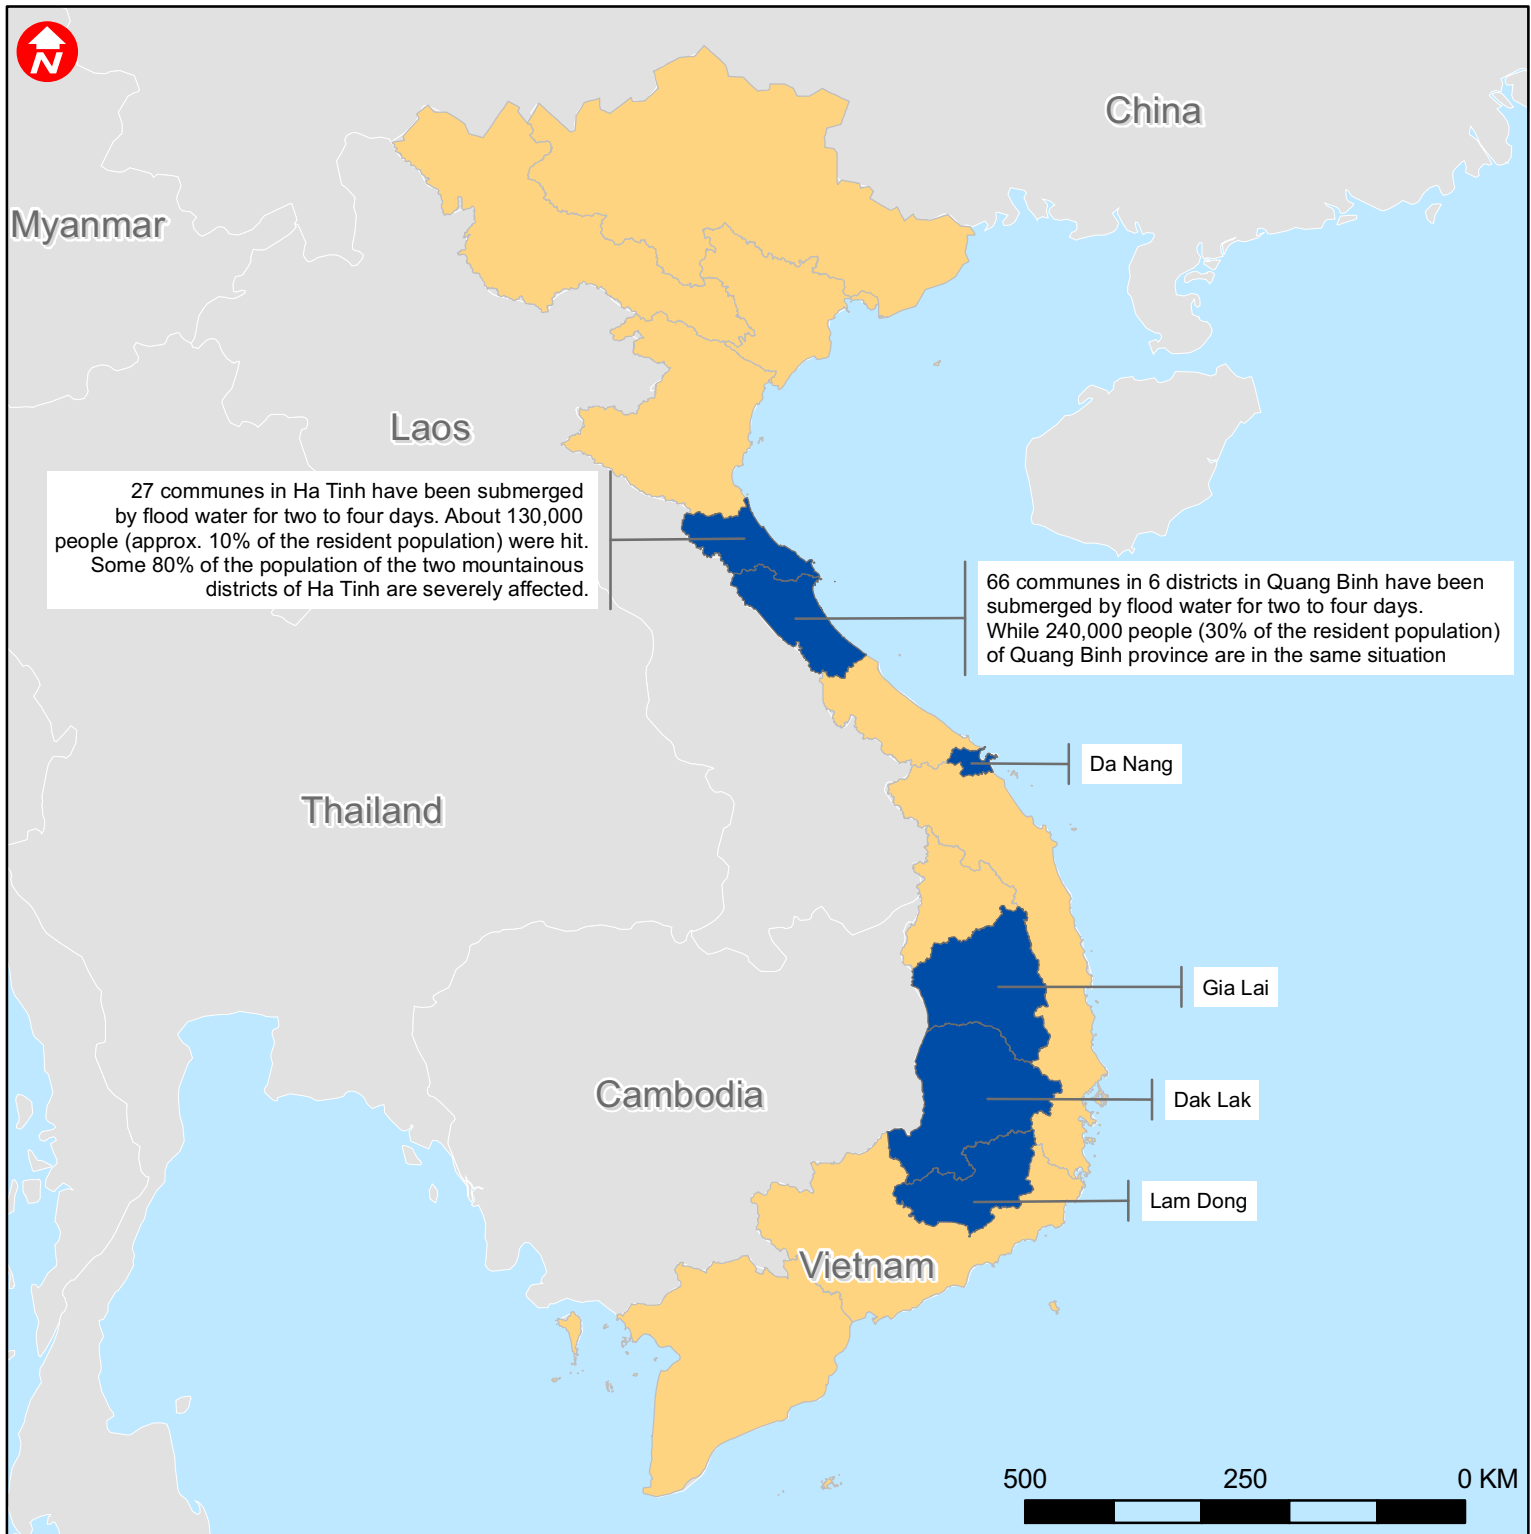 N
China
Myanmar
Laos
27 communes in Ha Tinh have been submerged
by flood water for two to four days. About 130,000
people (approx. 10% of the resident population) were hit.
Some 80% of the population of the two mountainous
districts of Ha Tinh are severely affected.
66 communes in 6 districts in Quang Binh have been
submerged by flood water for two to four days.
While 240,000 people (30% of the resident population)
of Quang Binh province are in the same situation
Da Nang
Thailand
Gia Lai
Cambodia
Dak Lak
Lam Dong
Vietnam
500 250 0 KM